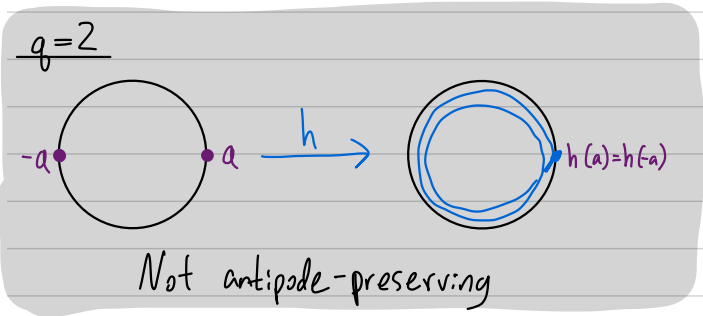 q=2
-a
a
h
h(a)=h(-a)
Not antipode-preserving